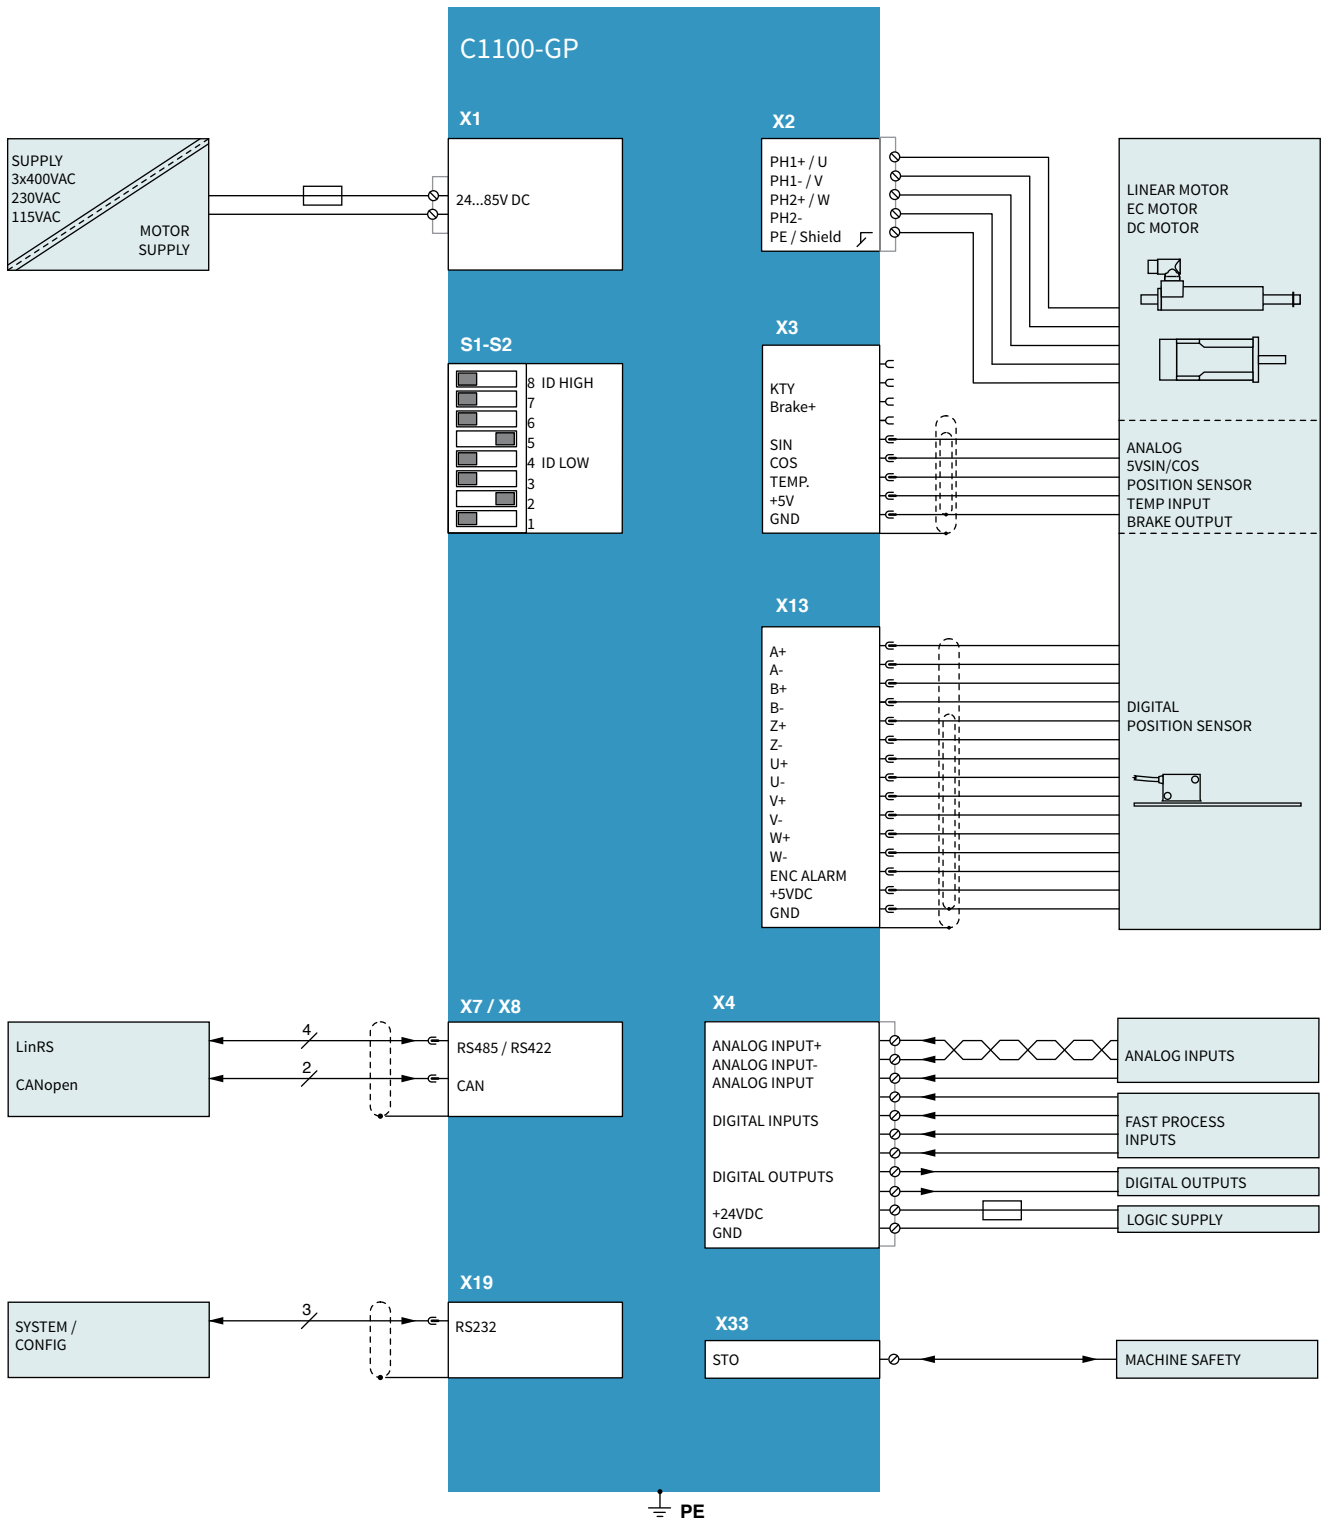 C1100-GP
X1
SUPPLY
3x400VAC
230VAC
115VAC
MOTOR
SUPPLY
24...85V DC
X2
PH1+ / U
PH1- / V
PH2+ / W
PH2-
PE / Shield
LINEAR MOTOR
EC MOTOR
DC MOTOR
S1-S2
8 ID HIGH
7
6
5
4 ID LOW
3
2
1
X3
KTY
Brake+
SIN
COS
TEMP.
+5V
GND
ANALOG
5VSIN/COS
POSITION SENSOR
TEMP INPUT
BRAKE OUTPUT
X13
A+
A-
B+
B-
Z+
Z-
U+
U-
V+
V-
W+
W-
ENC ALARM
+5VDC
GND
DIGITAL
POSITION SENSOR
X7 / X8
LinRS
CANopen
4
2
RS485 / RS422
CAN
X4
ANALOG INPUT+
ANALOG INPUT-
ANALOG INPUT
DIGITAL INPUTS
DIGITAL OUTPUTS
+24VDC
GND
ANALOG INPUTS
FAST PROCESS
INPUTS
DIGITAL OUTPUTS
LOGIC SUPPLY
X19
SYSTEM /
CONFIG
3
RS232
X33
STO
MACHINE SAFETY
PE